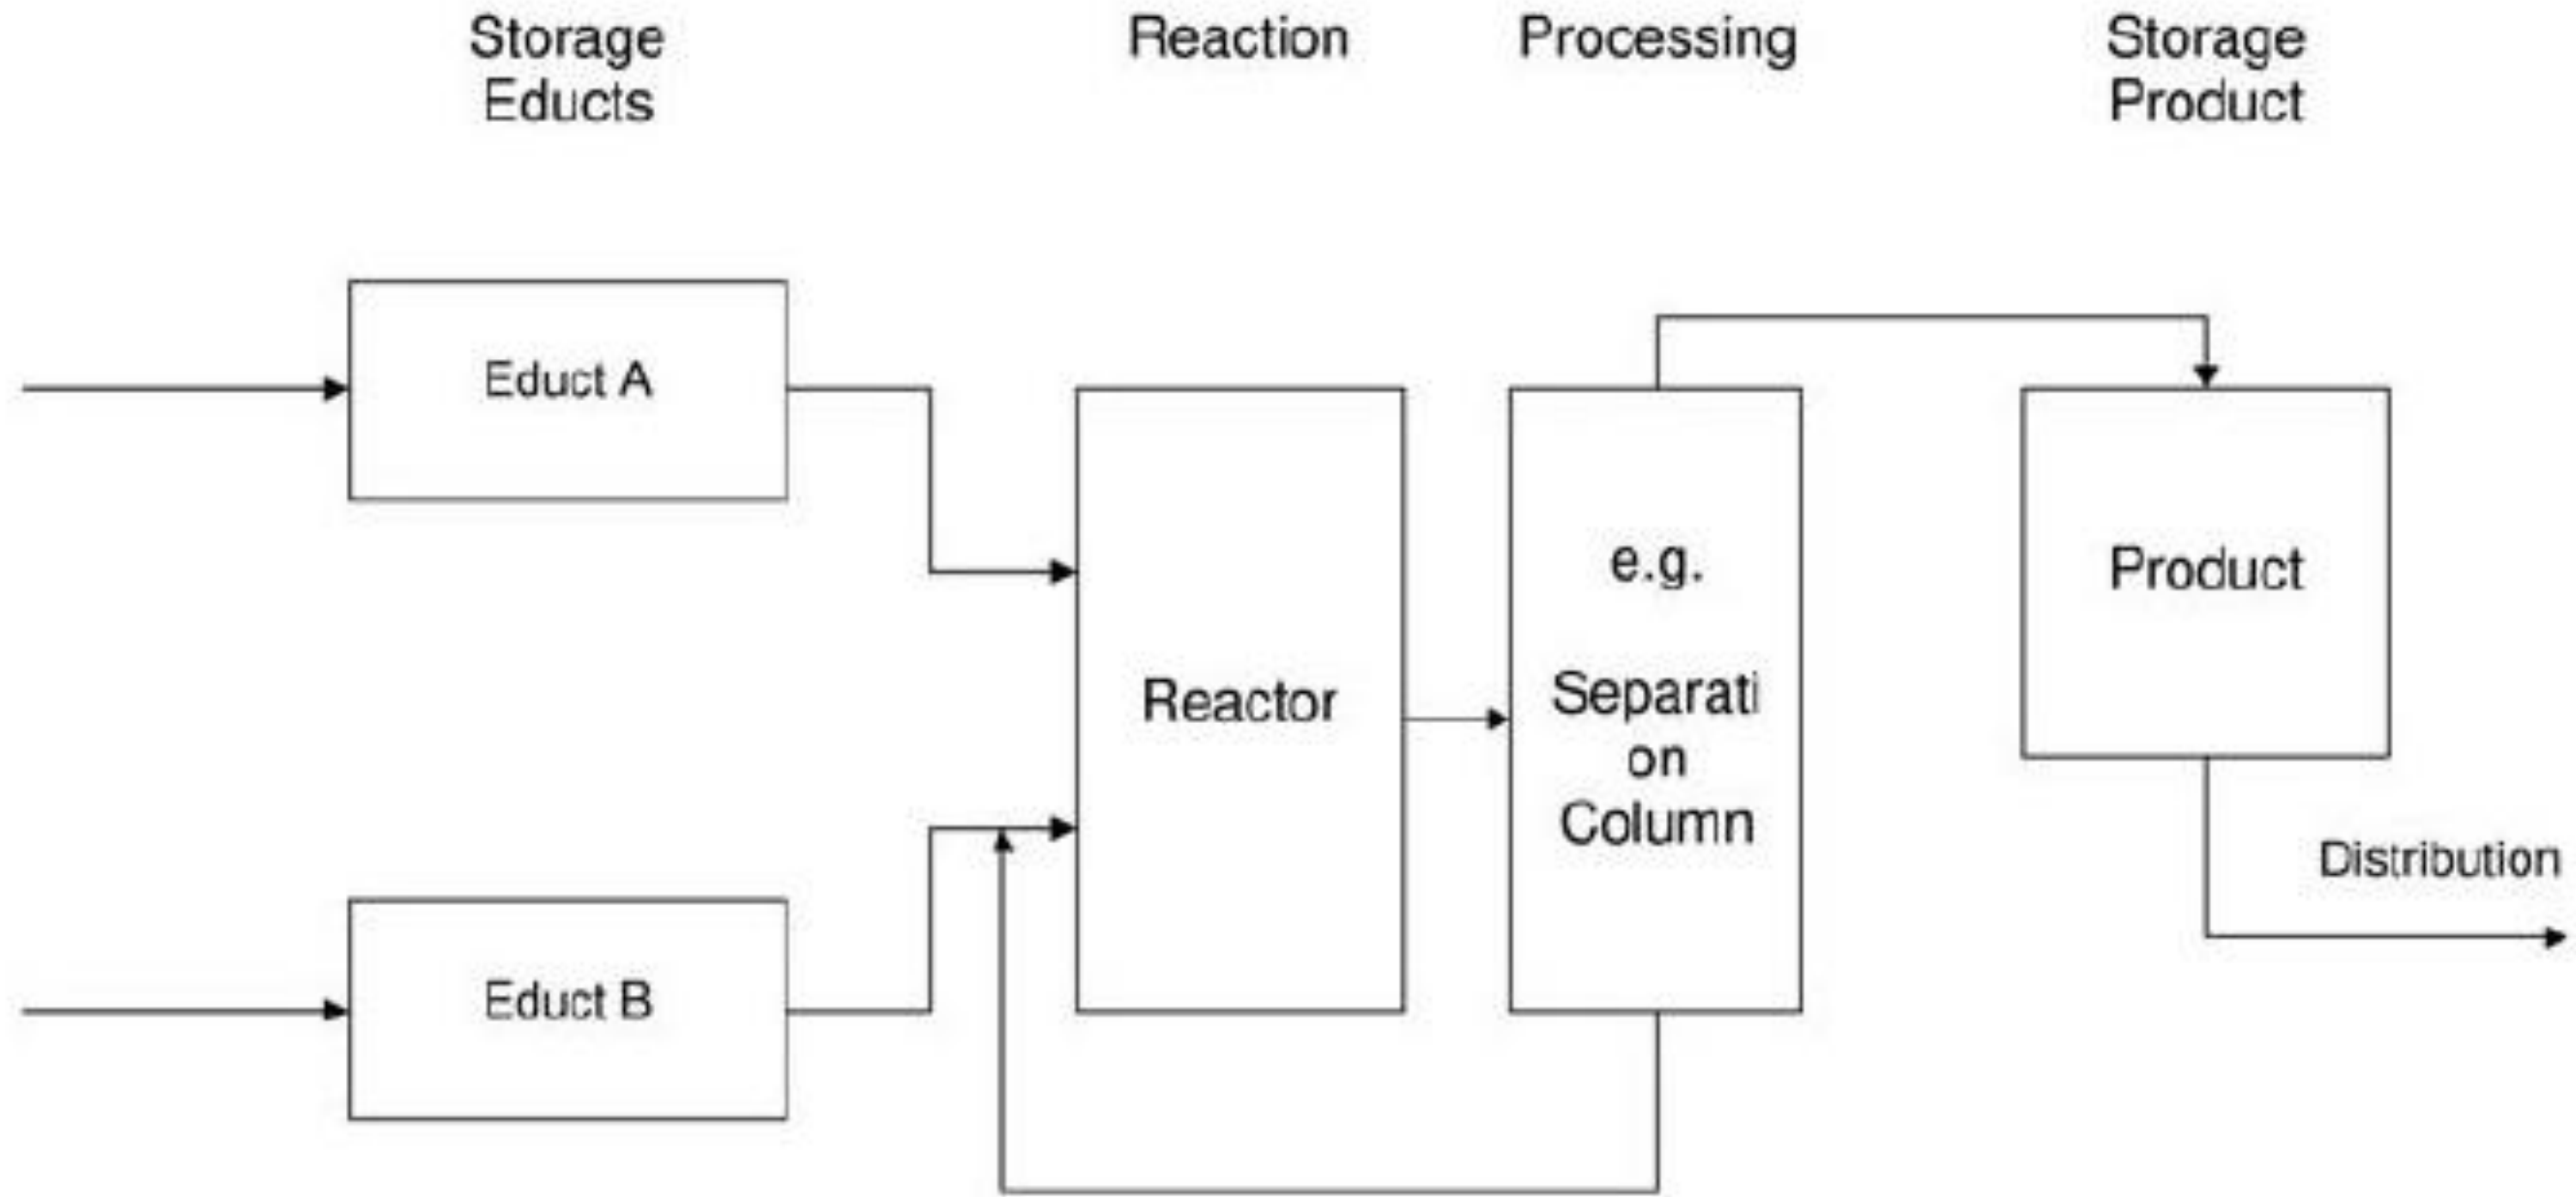 Storage
Educts
Reaction
Processing
Storage
Product
Educt A
Educt B
Reactor
e.g.
Separati
on
Column
Product
Distribution